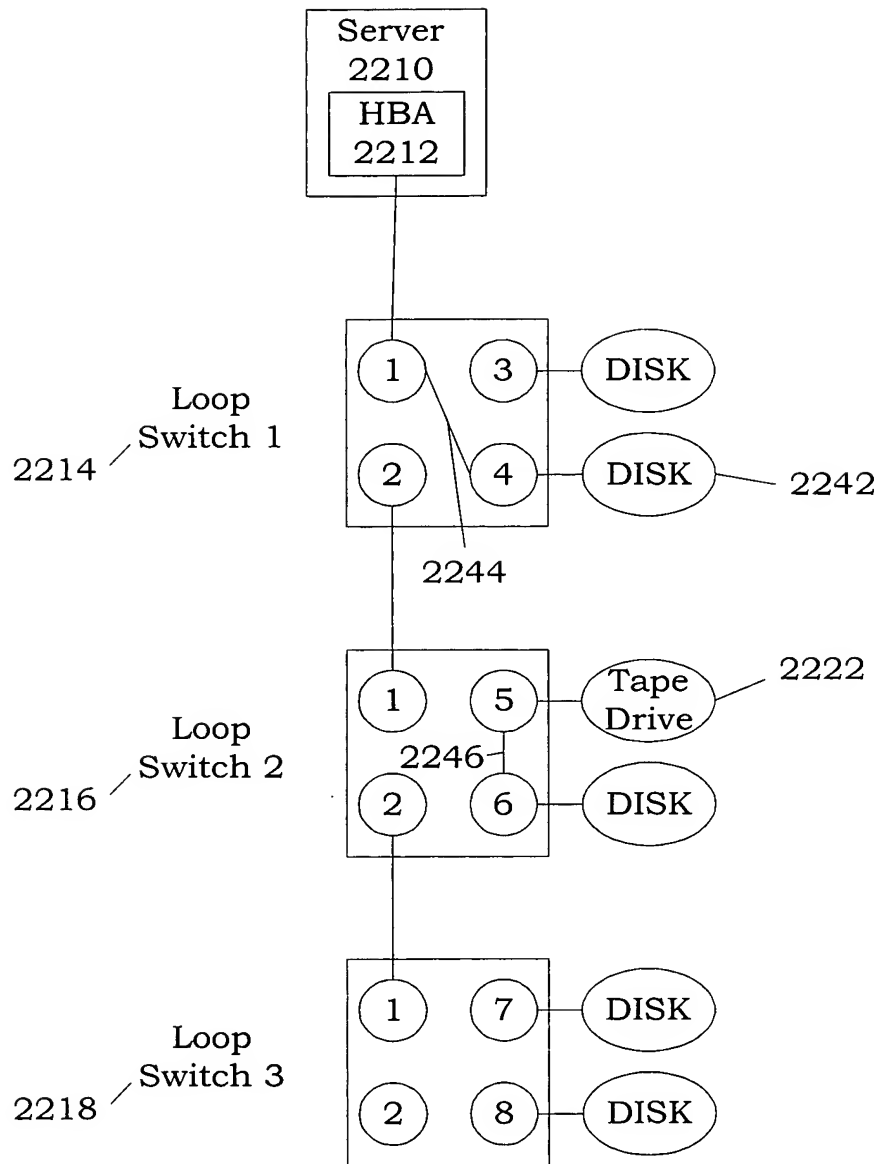 Server
2210
HBA
2212
1
3
DISK
Loop
Switch 1
2214
2
4
DISK
2242
2244
1
5
Tape
Drive
2222
Loop
Switch 2
2216
2246
2
6
DISK
1
7
DISK
Loop
Switch 3
2218
2
8
DISK